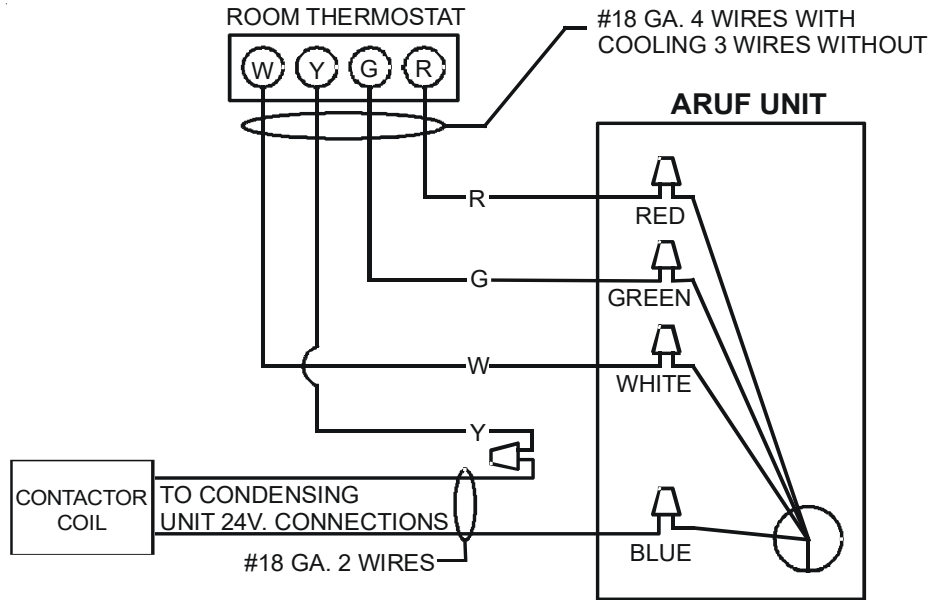 ROOM THERMOSTAT
#18 GA. 4 WIRES WITH
COOLING 3 WIRES WITHOUT
W Y G R
ARUF UNIT
R
RED
G
GREEN
W
WHITE
Y
CONTACTOR
COIL
TO CONDENSING
UNIT 24V. CONNECTIONS
BLUE
#18 GA. 2 WIRES